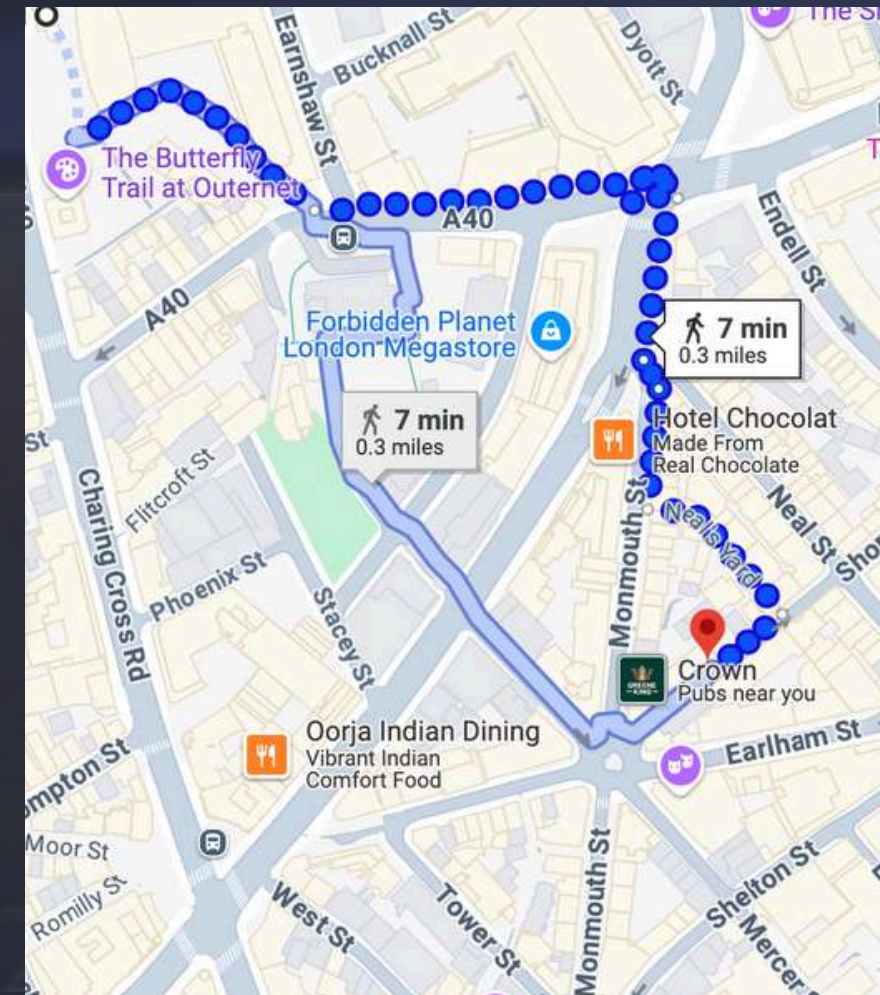 Earnshaw St
Bucknall St
Dyott St
The Butterfly
Trail at Outernet
A40
Endell St
A40
Forbidden Planet
London Megastore
7 min
0.3 miles
7 min
0.3 miles
Hotel Chocolat
Made From
Real Chocolate
St
Flitcroft St
Charing Cross Rd
Neal's Yard
Neal St
Monmouth St
Phoenix St
Stacey St
GREENE
KING
Crown
Pubs near you
Oorja Indian Dining
Vibrant Indian
Comfort Food
Earlham St
Moor St
Romilly St
West St
Tower St
Monmouth St
Shelton St
Mercer